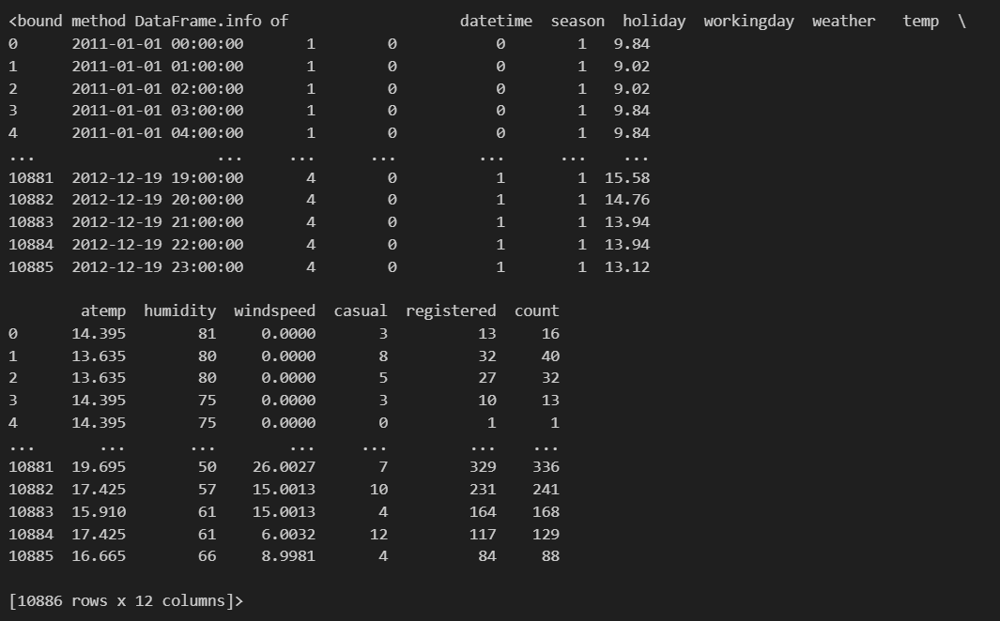 <bound method DataFrame.info of                   datetime  season  holiday  workingday  weather   temp  \
0      2011-01-01 00:00:00       1        0           0        1   9.84
1      2011-01-01 01:00:00       1        0           0        1   9.02
2      2011-01-01 02:00:00       1        0           0        1   9.02
3      2011-01-01 03:00:00       1        0           0        1   9.84
4      2011-01-01 04:00:00       1        0           0        1   9.84
...                    ...     ...      ...         ...      ...    ...
10881  2012-12-19 19:00:00       4        0           1        1  15.58
10882  2012-12-19 20:00:00       4        0           1        1  14.76
10883  2012-12-19 21:00:00       4        0           1        1  13.94
10884  2012-12-19 22:00:00       4        0           1        1  13.94
10885  2012-12-19 23:00:00       4        0           1        1  13.12

        atemp  humidity  windspeed  casual  registered  count
0      14.395        81     0.0000       3          13     16
1      13.635        80     0.0000       8          32     40
2      13.635        80     0.0000       5          27     32
3      14.395        75     0.0000       3          10     13
4      14.395        75     0.0000       0           1      1
...       ...       ...        ...     ...         ...    ...
10881  19.695        50    26.0027       7         329    336
10882  17.425        57    15.0013      10         231    241
10883  15.910        61    15.0013       4         164    168
10884  17.425        61     6.0032      12         117    129
10885  16.665        66     8.9981       4          84     88

[10886 rows x 12 columns]>